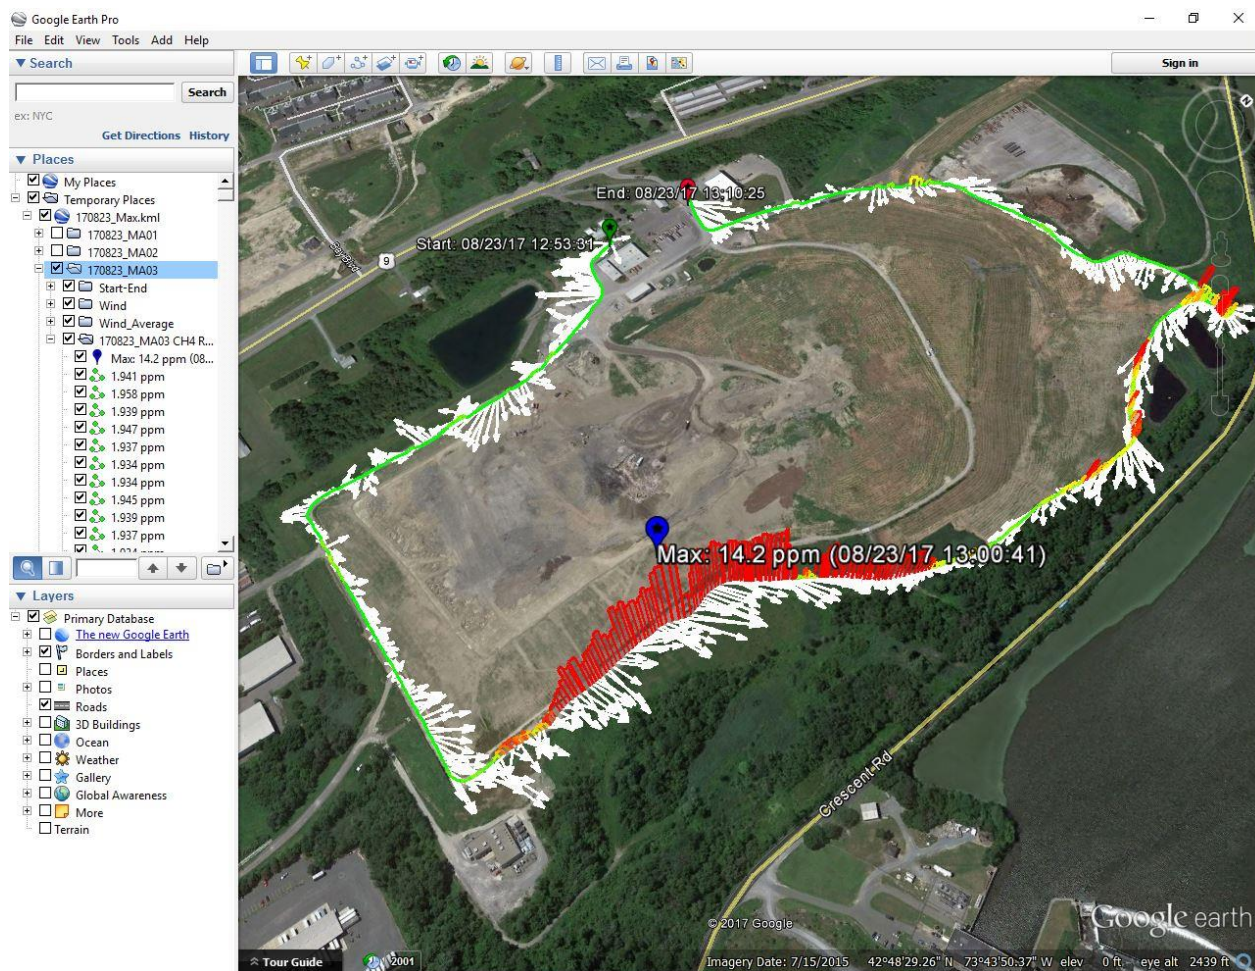 Google Earth Pro
File Edit View Tools Add Help
Search
Sign in
Search
ex: NYC
Get Directions History
Places
My Places
Temporary Places
170823_Max.kml
170823_MA01
170823_MA02
170823_MA03
Start-End
Wind
Wind_Average
170823_MA03 CH4 R...
Max: 14.2 ppm (08...
1.941 ppm
1.958 ppm
1.939 ppm
1.947 ppm
1.937 ppm
1.934 ppm
1.934 ppm
1.945 ppm
1.939 ppm
1.937 ppm
1.934 ppm
Layers
Primary Database
The new Google Earth
Borders and Labels
Places
Photos
Roads
3D Buildings
Ocean
Weather
Gallery
Global Awareness
More
Terrain
End: 08/23/17 13:10:25
Start: 08/23/17 12:53:31
9
Max: 14.2 ppm (08/23/17 13:00:41)
Crescent Rd
© 2017 Google
Google earth
Tour Guide
2001
Imagery Date: 7/15/2015 42°48'29.26" N 73°43'50.37" W elev 0 ft eye alt 2439 ft